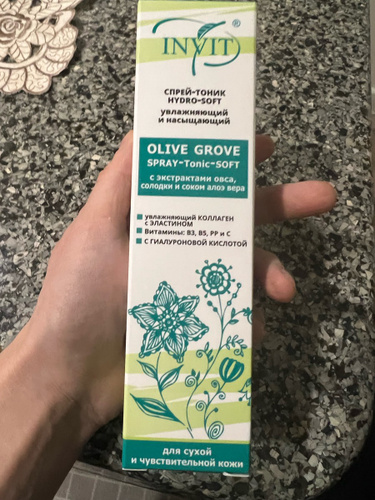 INVIT®
СПРЕЙ-ТОНИК
HYDRO-SOFT
увлажняющий
и насыщающий
OLIVE GROVE
SPRAY-Tonic-SOFT
с экстрактами овса,
солодки и соком алоэ вера
увлажняющий КОЛЛАГЕН
с ЭЛАСТИНОМ
Витамины: B3, B5, PP и C
С ГИАЛУРОНОВОЙ КИСЛОТОЙ
для сухой
и чувствительной кожи